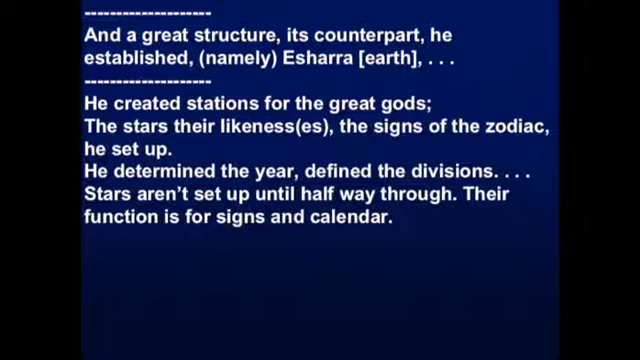 --------------------
And a great structure, its counterpart, he
established, (namely) Esharra [earth], . . .
--------------------
He created stations for the great gods;
The stars their likeness(es), the signs of the zodiac,
he set up.
He determined the year, defined the divisions. . . .
Stars aren’t set up until half way through. Their
function is for signs and calendar.